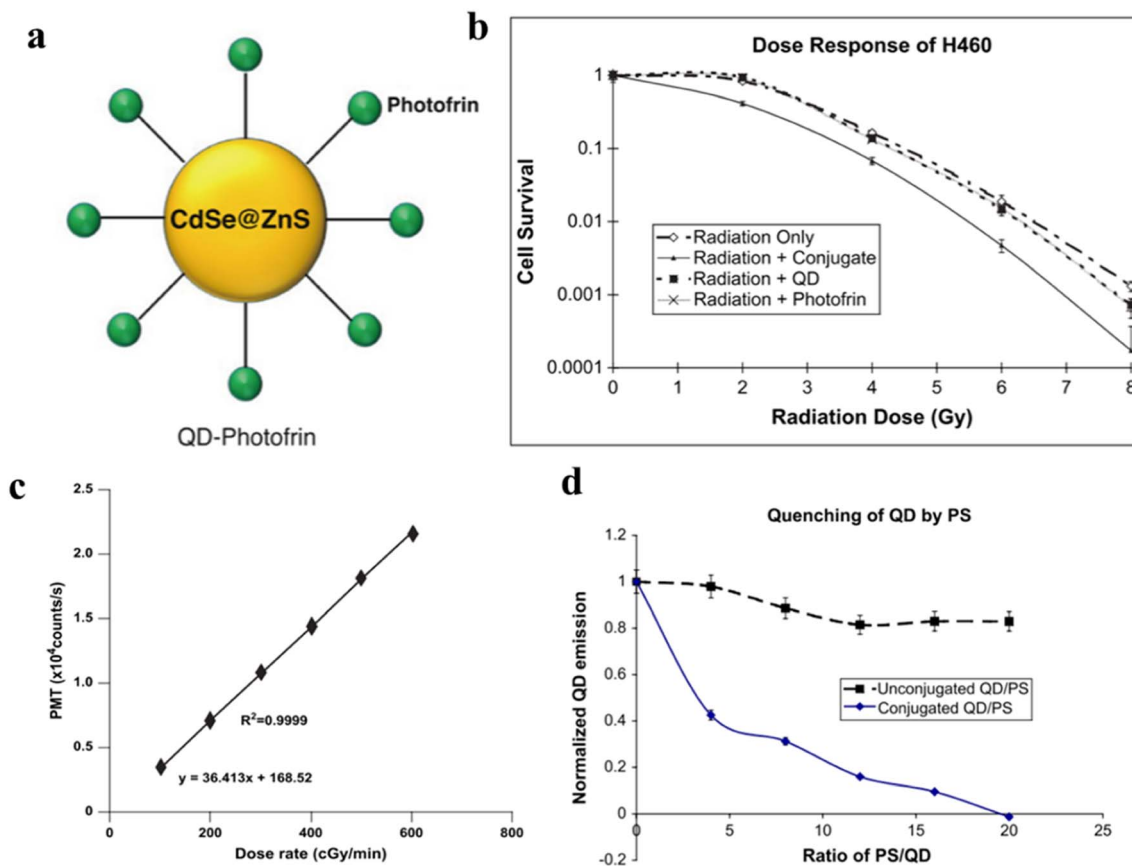 a
Photofrin
CdSe@ZnS
QD-Photofrin
b
Dose Response of H460
Cell Survival
1
0.1
0.01
0.001
0.0001
Radiation Only
Radiation + Conjugate
Radiation + QD
Radiation + Photofrin
0 1 2 3 4 5 6 7 8
Radiation Dose (Gy)
c
PMT (x10⁴counts/s)
2.5
2.0
1.5
1.0
0.5
0
R²=0.9999
y = 36.413x + 168.52
0 200 400 600 800
Dose rate (cGy/min)
d
Quenching of QD by PS
Normalized QD emission
1.2
1
0.8
0.6
0.4
0.2
0
-0.2
Unconjugated QD/PS
Conjugated QD/PS
0 5 10 15 20 25
Ratio of PS/QD